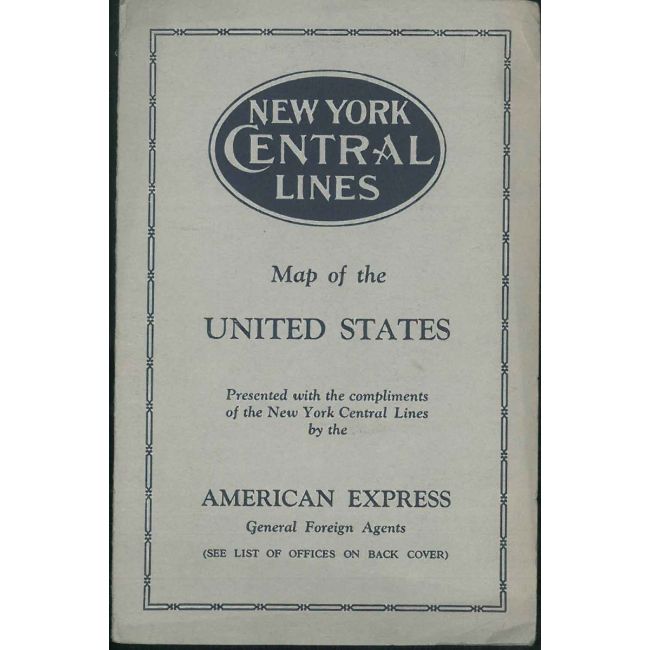 NEW YORK
CENTRAL
LINES
Map of the
UNITED STATES
Presented with the compliments
of the New York Central Lines
by the
AMERICAN EXPRESS
General Foreign Agents
(SEE LIST OF OFFICES ON BACK COVER)